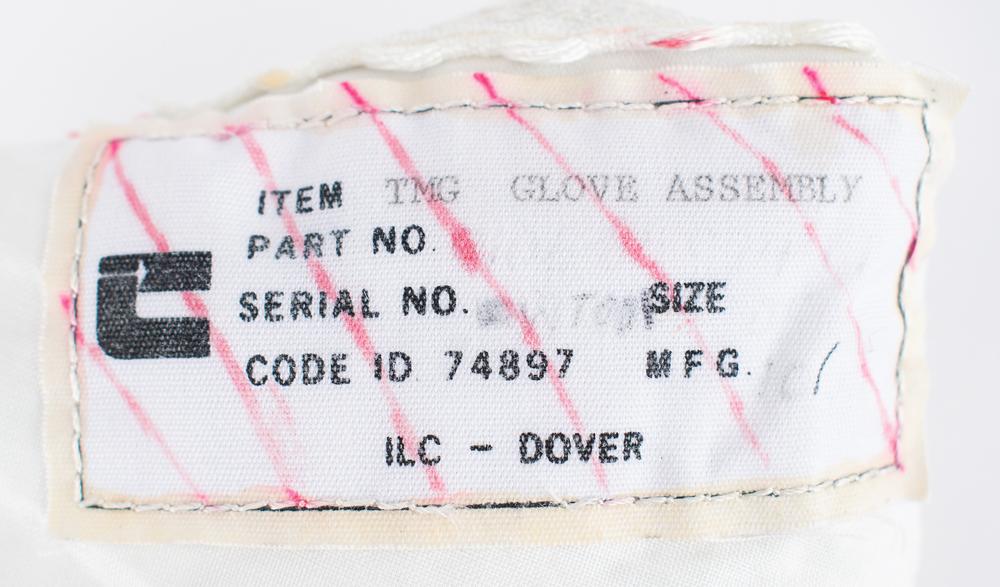 ITEM TMG GLOVE ASSEMBLY
PART NO.
SERIAL NO. SIZE
CODE ID 74897 MFG. /
ILC - DOVER